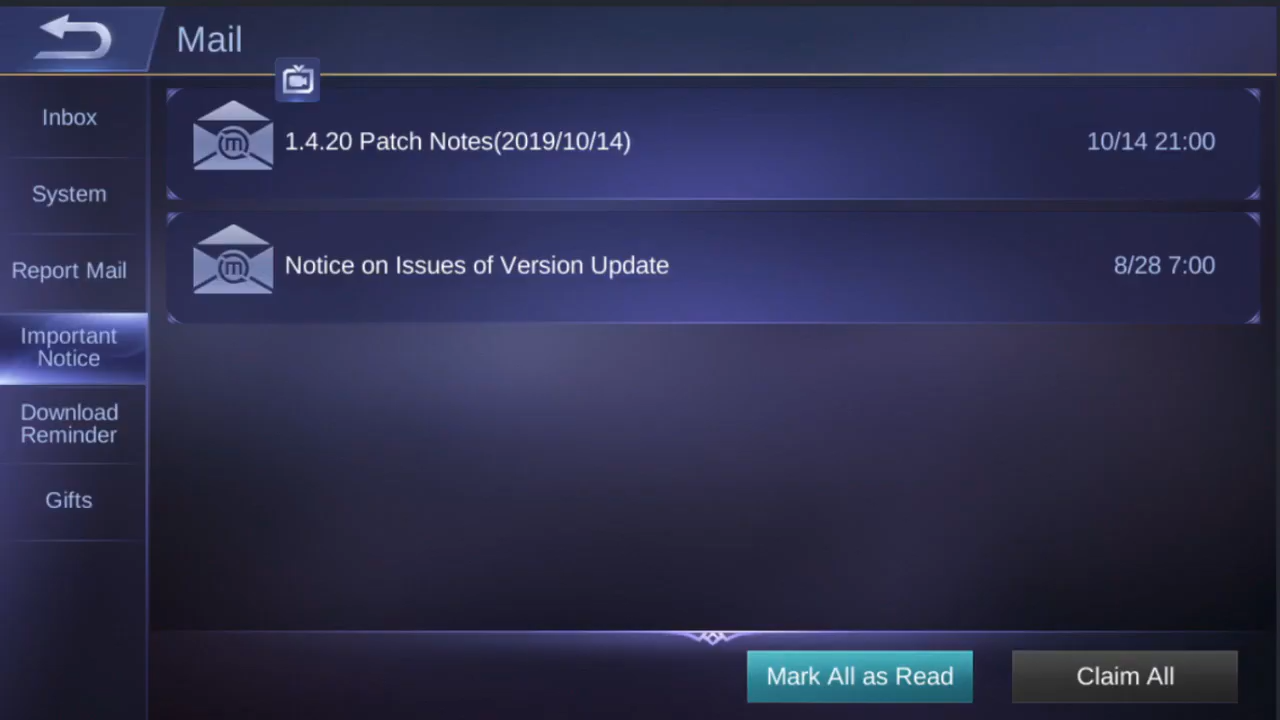 Mail
Inbox
System
Report Mail
Important
Notice
Download
Reminder
Gifts
1.4.20 Patch Notes(2019/10/14)
10/14 21:00
Notice on Issues of Version Update
8/28 7:00
Mark All as Read
Claim All